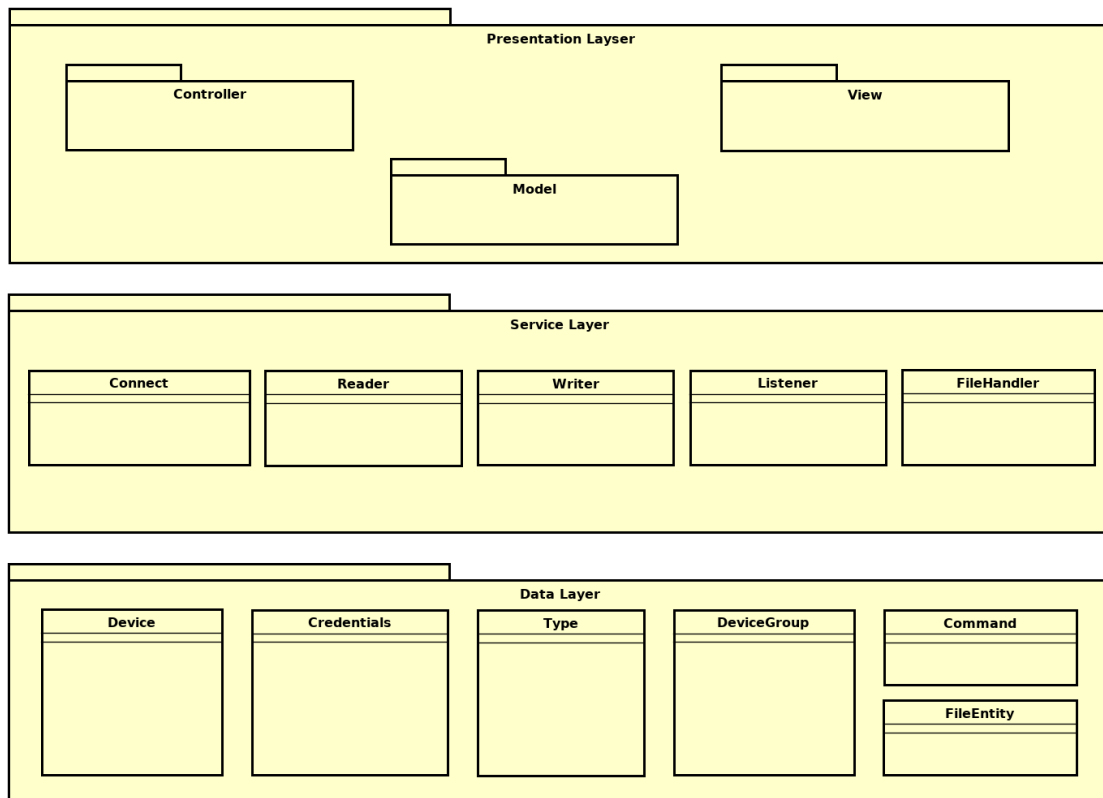 Presentation Layser
Controller
View
Model
Service Layer
Connect
Reader
Writer
Listener
FileHandler
Data Layer
Device
Credentials
Type
DeviceGroup
Command
FileEntity